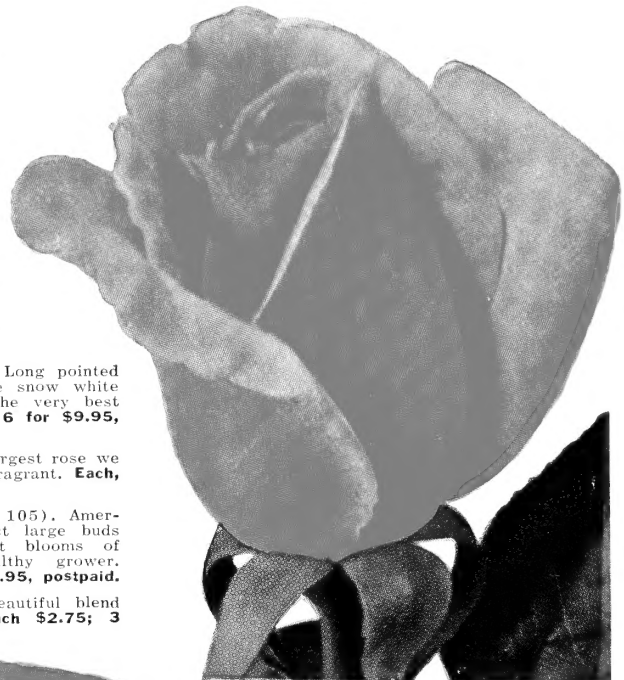 Long pointed
snow white
he very best
6 for $9.95,
rgest rose we
ragrant. Each,
105). Amer-
t large buds
t blooms of
lthy grower.
.95, postpaid.
eautiful blend
ch $2.75; 3